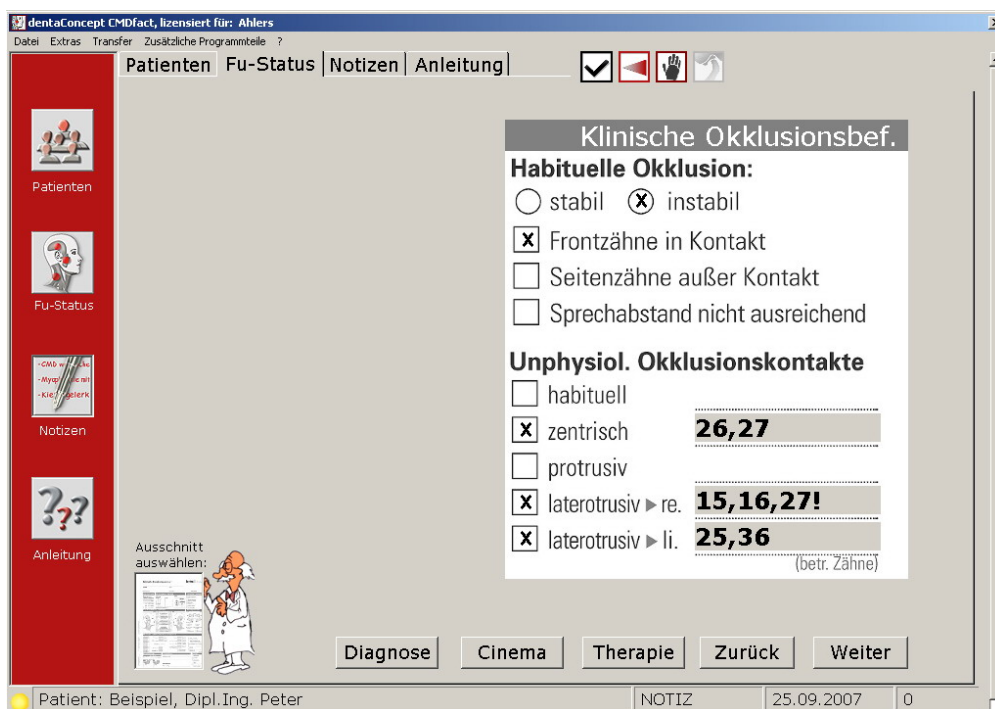 dentaConcept CMDfact, lizensiert für: Ahlers
Datei Extras Transfer Zusätzliche Programmteile ?
Patienten Fu-Status Notizen Anleitung
Klinische Okklusionsbef.
Habituelle Okklusion:
stabil x instabil
x Frontzähne in Kontakt
Seitenzähne außer Kontakt
Sprechabstand nicht ausreichend
Unphysiol. Okklusionskontakte
habituell
x zentrisch 26,27
protrusiv
x laterotrusiv ▶ re. 15,16,27!
x laterotrusiv ▶ li. 25,36
(betr. Zähne)
Patienten
Fu-Status
Notizen
???
Anleitung
Ausschnitt
auswählen:
Diagnose Cinema Therapie Zurück Weiter
Patient: Beispiel, Dipl.Ing. Peter NOTIZ 25.09.2007 0